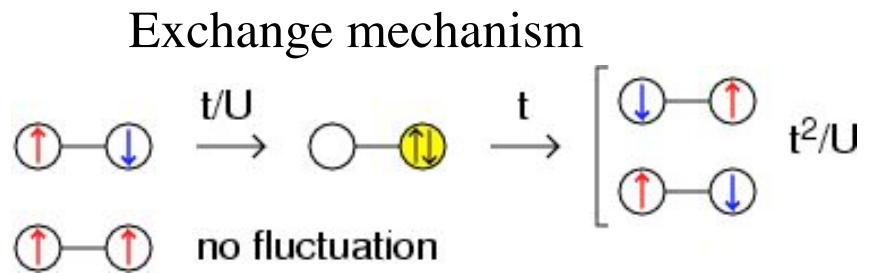 Exchange mechanism
t/U
t
t²/U
no fluctuation